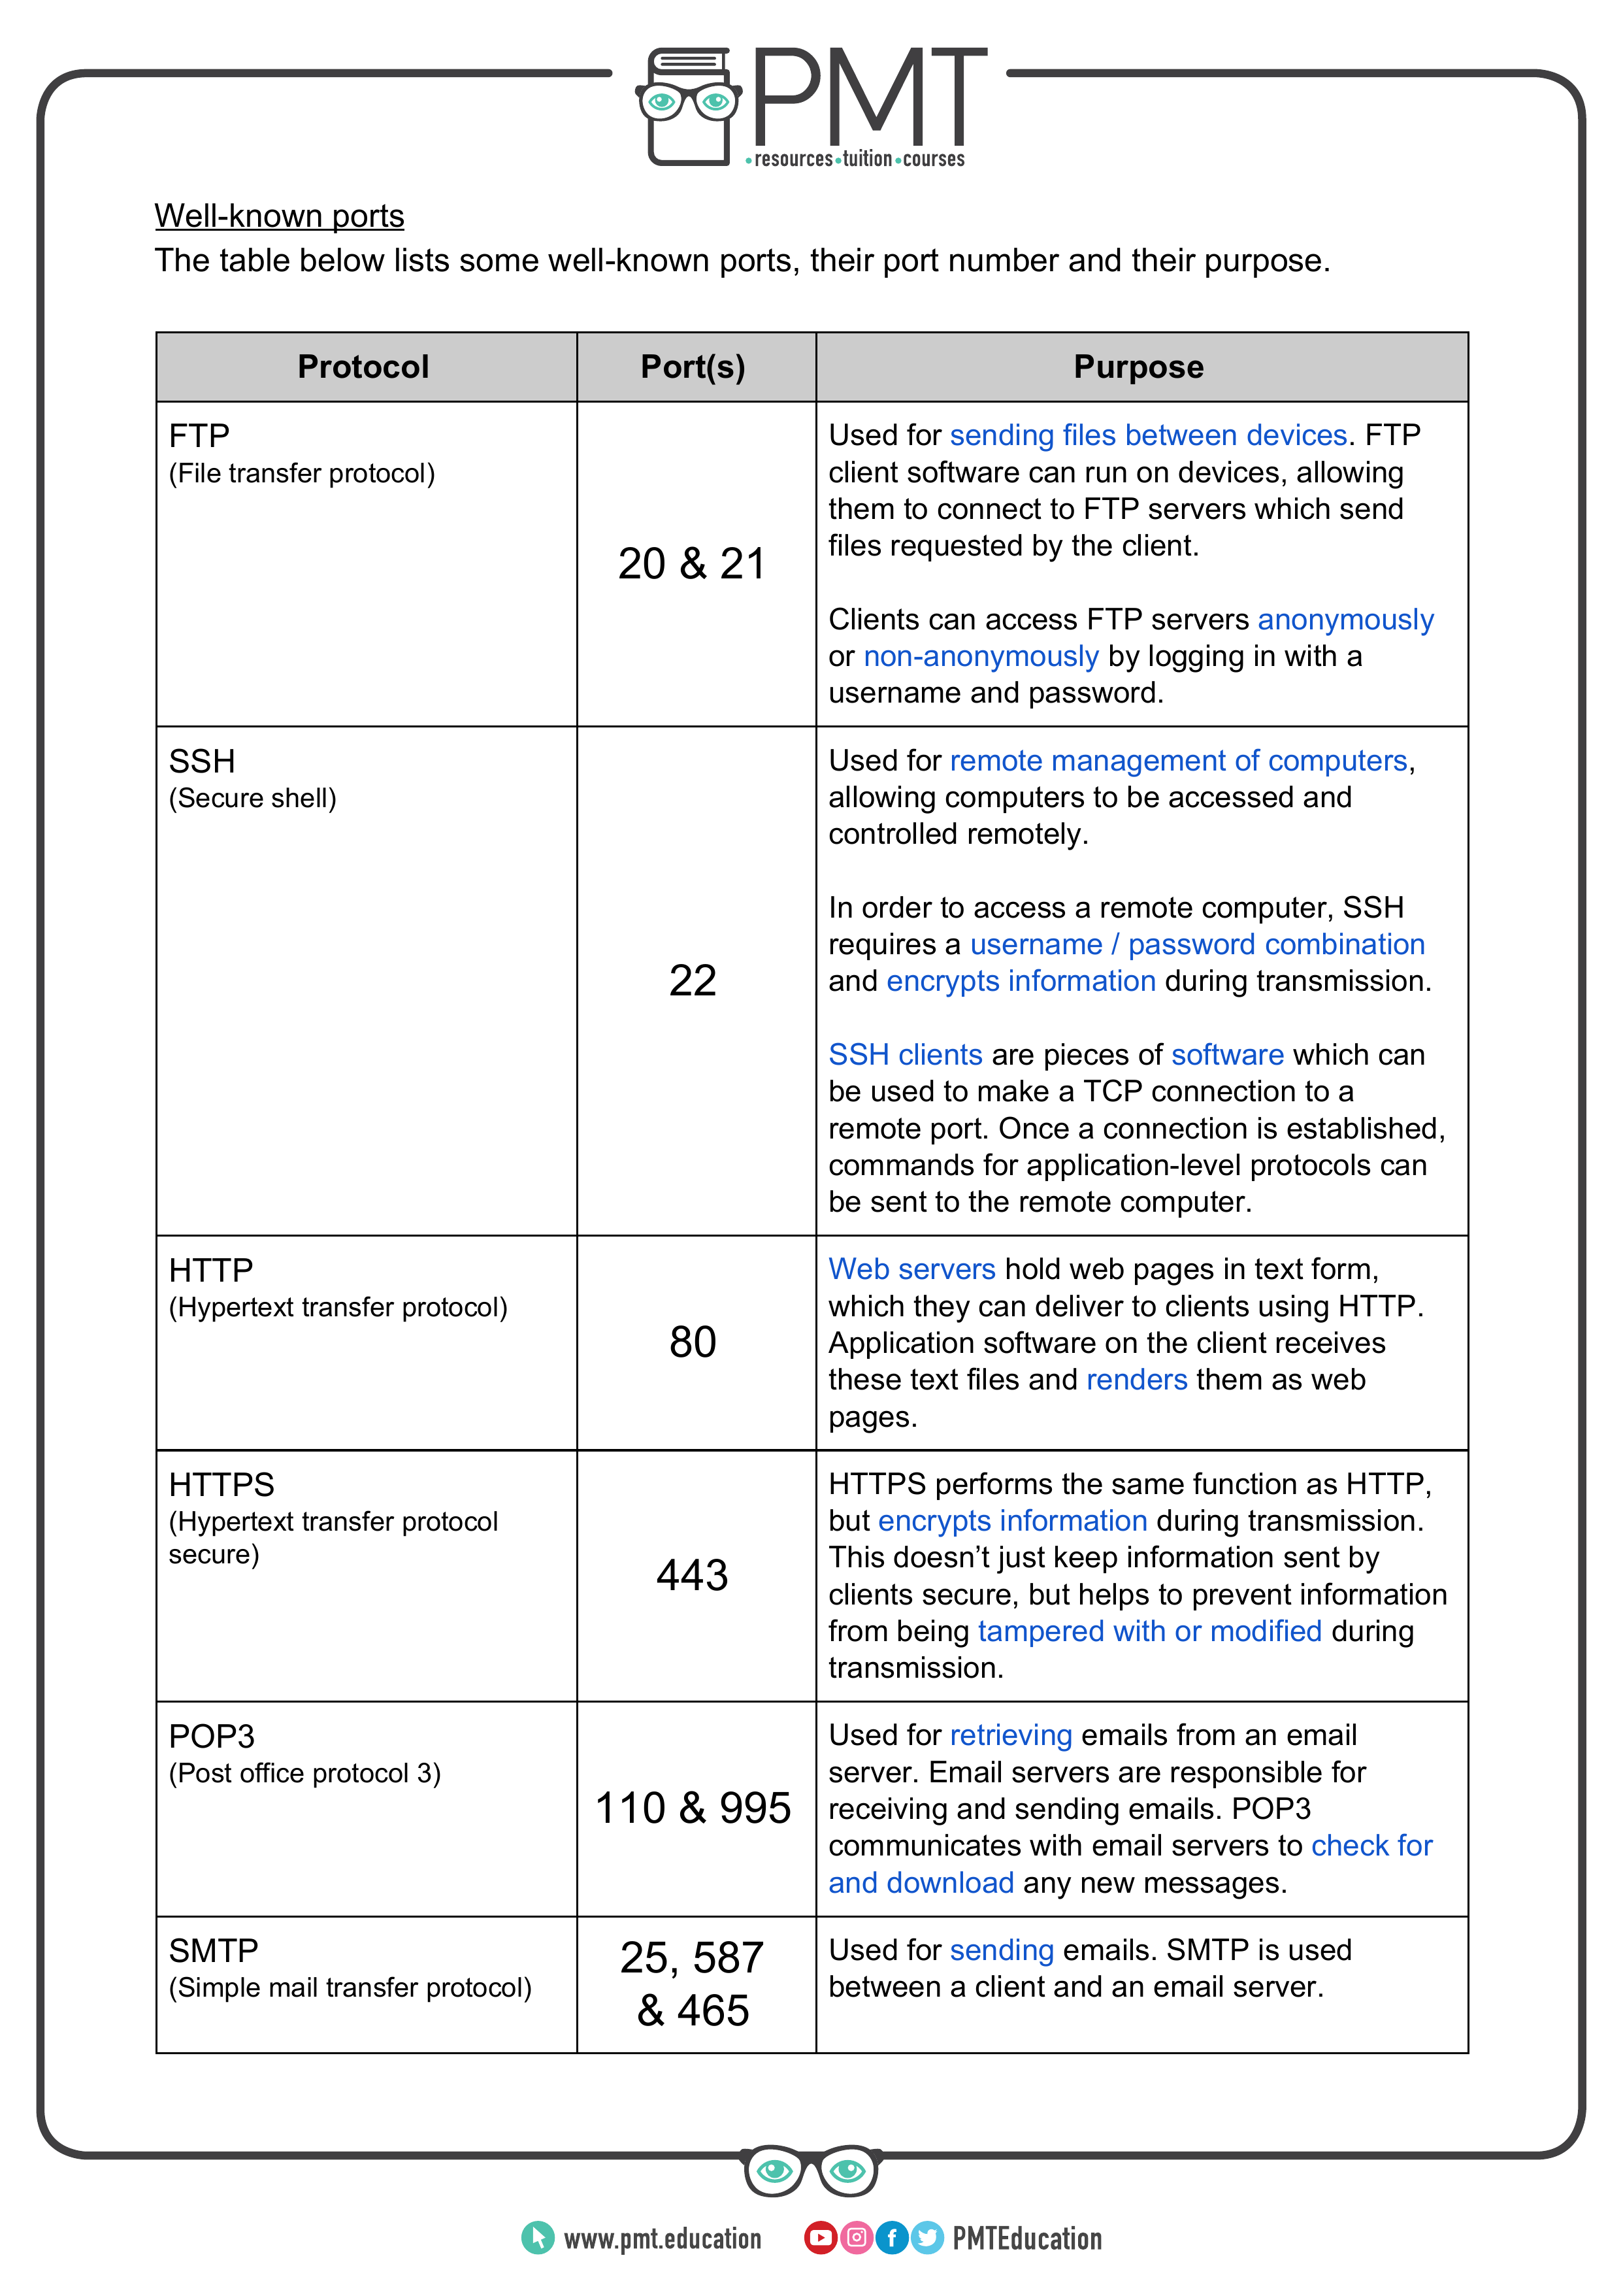 PMT
•resources•tuition•courses
Well-known ports
The table below lists some well-known ports, their port number and their purpose.
Protocol
Port(s)
Purpose
FTP
(File transfer protocol)
20 & 21
Used for sending files between devices. FTP
client software can run on devices, allowing
them to connect to FTP servers which send
files requested by the client.
Clients can access FTP servers anonymously
or non-anonymously by logging in with a
username and password.
SSH
(Secure shell)
22
Used for remote management of computers,
allowing computers to be accessed and
controlled remotely.
In order to access a remote computer, SSH
requires a username / password combination
and encrypts information during transmission.
SSH clients are pieces of software which can
be used to make a TCP connection to a
remote port. Once a connection is established,
commands for application-level protocols can
be sent to the remote computer.
HTTP
(Hypertext transfer protocol)
80
Web servers hold web pages in text form,
which they can deliver to clients using HTTP.
Application software on the client receives
these text files and renders them as web
pages.
HTTPS
(Hypertext transfer protocol
secure)
443
HTTPS performs the same function as HTTP,
but encrypts information during transmission.
This doesn’t just keep information sent by
clients secure, but helps to prevent information
from being tampered with or modified during
transmission.
POP3
(Post office protocol 3)
110 & 995
Used for retrieving emails from an email
server. Email servers are responsible for
receiving and sending emails. POP3
communicates with email servers to check for
and download any new messages.
SMTP
(Simple mail transfer protocol)
25, 587
& 465
Used for sending emails. SMTP is used
between a client and an email server.
www.pmt.education
PMTEducation